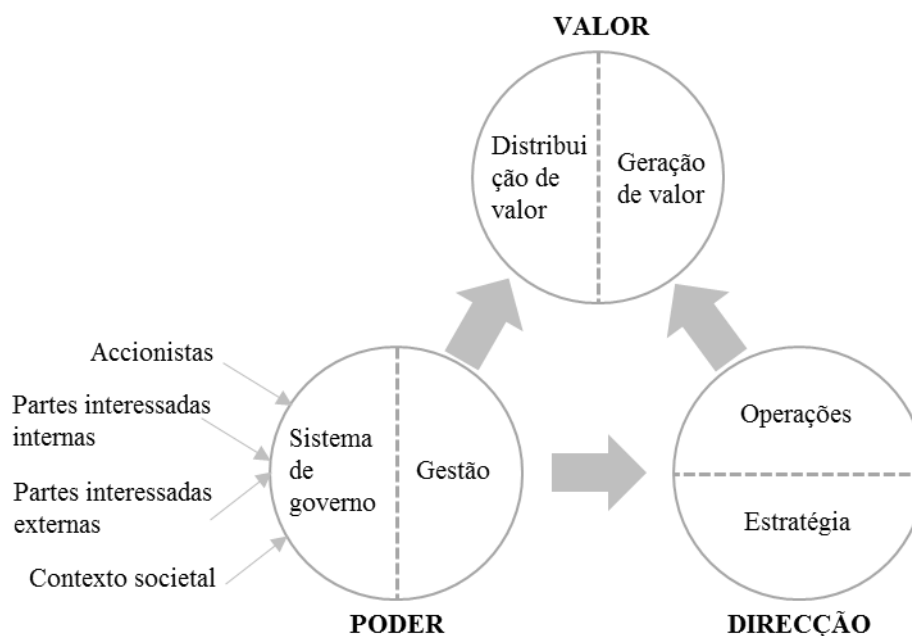 VALOR
Distribui
ção de
valor
Geração
de valor
Accionistas
Partes interessadas
internas
Partes interessadas
externas
Contexto societal
Sistema
de
governo
Gestão
PODER
Operações
Estratégia
DIRECÇÃO